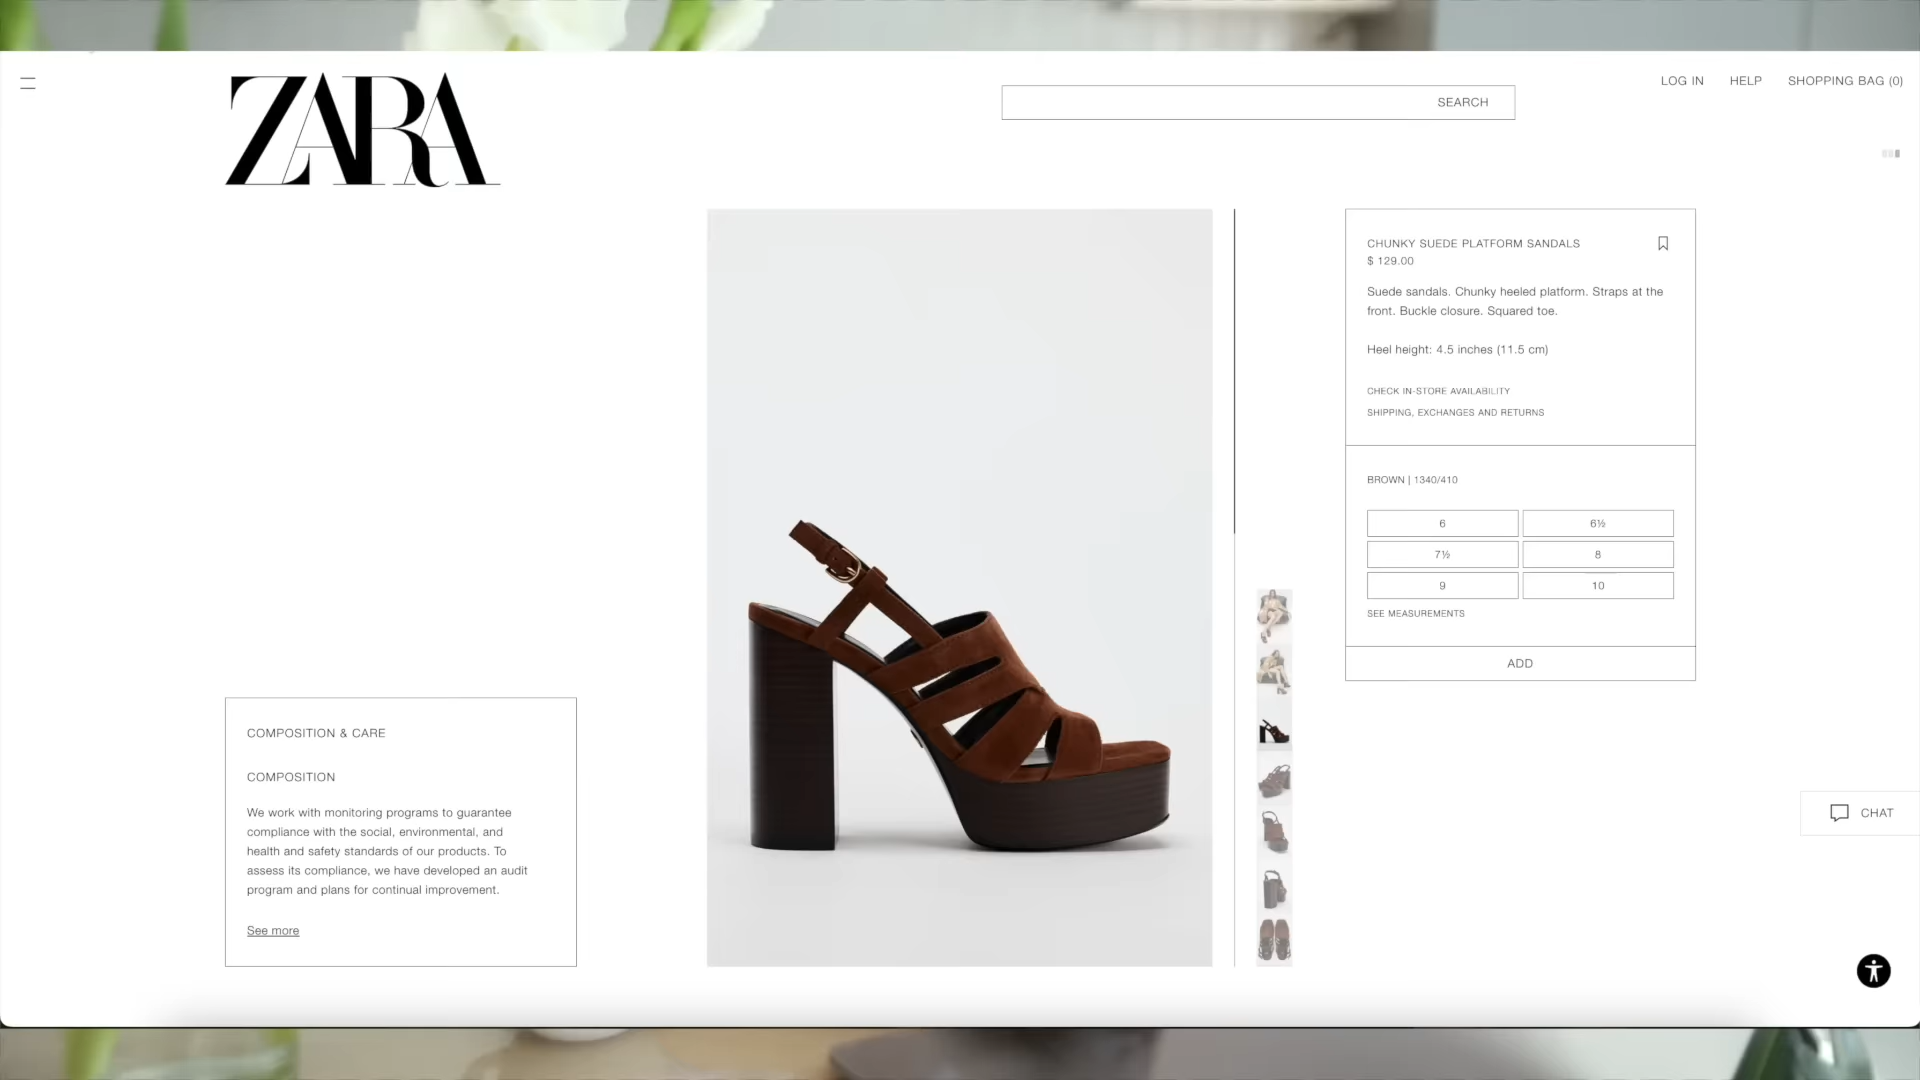 ZARA
SEARCH
LOG IN
HELP
SHOPPING BAG (0)
CHUNKY SUEDE PLATFORM SANDALS
$ 129.00
Suede sandals. Chunky heeled platform. Straps at the
front. Buckle closure. Squared toe.
Heel height: 4.5 inches (11.5 cm)
CHECK IN-STORE AVAILABILITY
SHIPPING, EXCHANGES AND RETURNS
BROWN | 1340/410
6
6½
7½
8
9
10
SEE MEASUREMENTS
ADD
COMPOSITION & CARE
COMPOSITION
We work with monitoring programs to guarantee
compliance with the social, environmental, and
health and safety standards of our products. To
assess its compliance, we have developed an audit
program and plans for continual improvement.
See more
CHAT